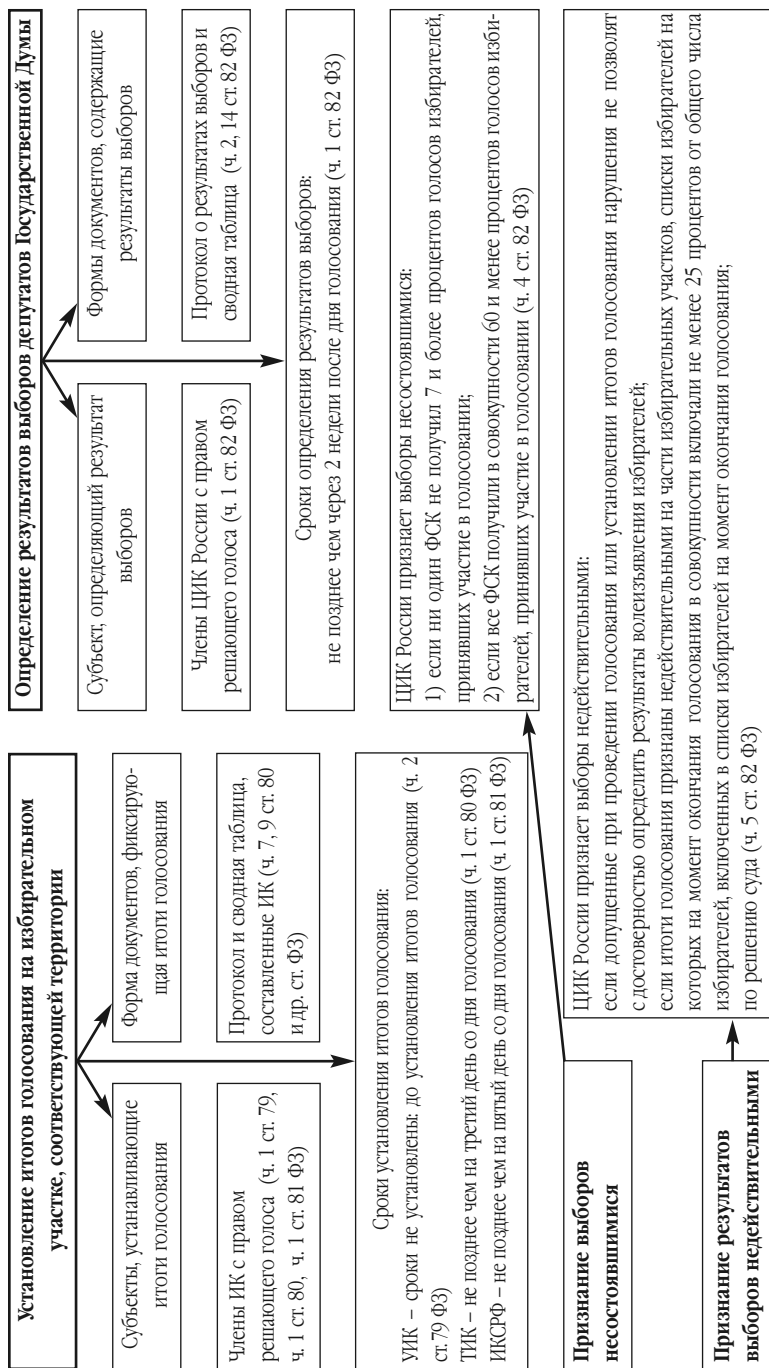 Установление итогов голосования на избирательном
участке, соответствующей территории
Субъекты, устанавливающие
итоги голосования
Форма документов, фиксирую-
щая итоги голосования
Члены ИК с правом
решающего голоса (ч. 1 ст. 79,
ч. 1 ст. 80, ч. 1 ст. 81 ФЗ)
Протокол и сводная таблица,
составленные ИК (ч. 7, 9 ст. 80
и др. ст. ФЗ)
Сроки установления итогов голосования:
УИК – сроки не установлены: до установления итогов голосования (ч. 2
ст. 79 ФЗ)
ТИК – не позднее чем на третий день со дня голосования (ч. 1 ст. 80 ФЗ)
ИКСРФ – не позднее чем на пятый день со дня голосования (ч. 1 ст. 81 ФЗ)
Определение результатов выборов депутатов Государственной Думы
Субъект, определяющий результат
выборов
Формы документов, содержащие
результаты выборов
Члены ЦИК России с правом
решающего голоса (ч. 1 ст. 82 ФЗ)
Протокол о результатах выборов и
сводная таблица (ч. 2, 14 ст. 82 ФЗ)
Сроки определения результатов выборов:
не позднее чем через 2 недели после дня голосования (ч. 1 ст. 82 ФЗ)
Признание выборов
несостоявшимися
ЦИК России признает выборы несостоявшимися:
1) если ни один ФСК не получил 7 и более процентов голосов избирателей,
принявших участие в голосовании;
2) если все ФСК получили в совокупности 60 и менее процентов голосов изби-
рателей, принявших участие в голосовании (ч. 4 ст. 82 ФЗ)
Признание результатов
выборов недействительными
ЦИК России признает выборы недействительными:
если допущенные при проведении голосования или установлении итогов голосования нарушения не позволят
с достоверностью определить результаты волеизъявления избирателей;
если итоги голосования признаны недействительными на части избирательных участков, списки избирателей на
которых на момент окончания голосования в совокупности включали не менее 25 процентов от общего числа
избирателей, включенных в списки избирателей на момент окончания голосования;
по решению суда (ч. 5 ст. 82 ФЗ)